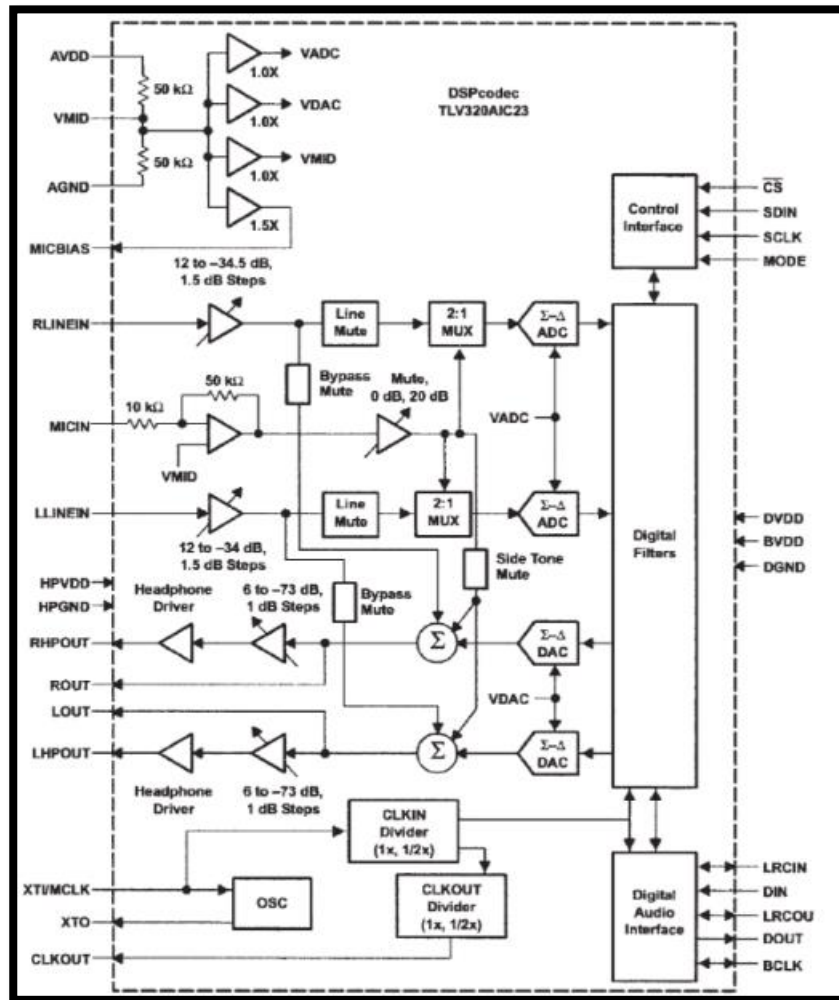 AVDD
50 kΩ
VMID
50 kΩ
AGND
MICBIAS
1.0X
VADC
1.0X
VDAC
1.0X
VMID
1.5X
DSPcodec
TLV320AIC23
Control
Interface
CS
SDIN
SCLK
MODE
12 to –34.5 dB,
1.5 dB Steps
RLINEIN
Line
Mute
2:1
MUX
Σ–Δ
ADC
Bypass
Mute
50 kΩ
10 kΩ
MICIN
VMID
Mute,
0 dB, 20 dB
VADC
LLINEIN
12 to –34 dB,
1.5 dB Steps
Line
Mute
2:1
MUX
Σ–Δ
ADC
Digital
Filters
DVDD
BVDD
DGND
Side Tone
Mute
Bypass
Mute
HPVDD
HPGND
Headphone
Driver
6 to –73 dB,
1 dB Steps
RHPOUT
Σ
Σ–Δ
DAC
ROUT
LOUT
VDAC
LHPOUT
Σ
Σ–Δ
DAC
Headphone
Driver
6 to –73 dB,
1 dB Steps
CLKIN
Divider
(1x, 1/2x)
XTI/MCLK
OSC
XTO
CLKOUT
CLKOUT
Divider
(1x, 1/2x)
Digital
Audio
Interface
LRCIN
DIN
LRCOU
DOUT
BCLK